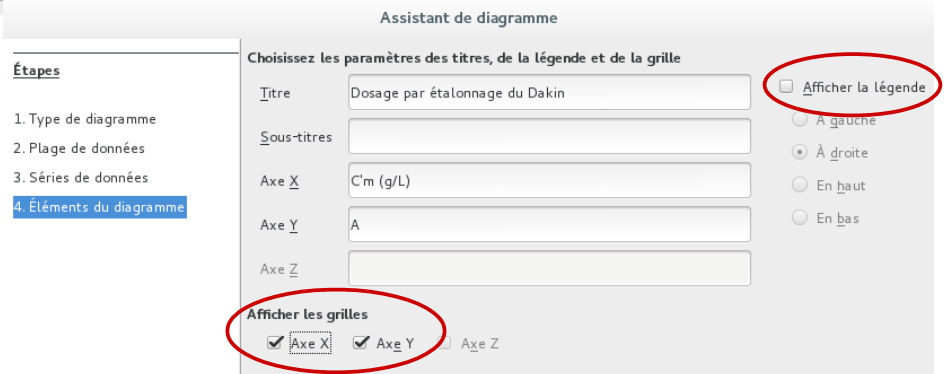 Assistant de diagramme
Étapes
1. Type de diagramme
2. Plage de données
3. Séries de données
4. Éléments du diagramme
Choisissez les paramètres des titres, de la légende et de la grille
Titre
Dosage par étalonnage du Dakin
Sous-titres
Axe X
C'm (g/L)
Axe Y
A
Axe Z
Afficher la légende
À gauche
À droite
En haut
En bas
Afficher les grilles
Axe X Axe Y Axe Z